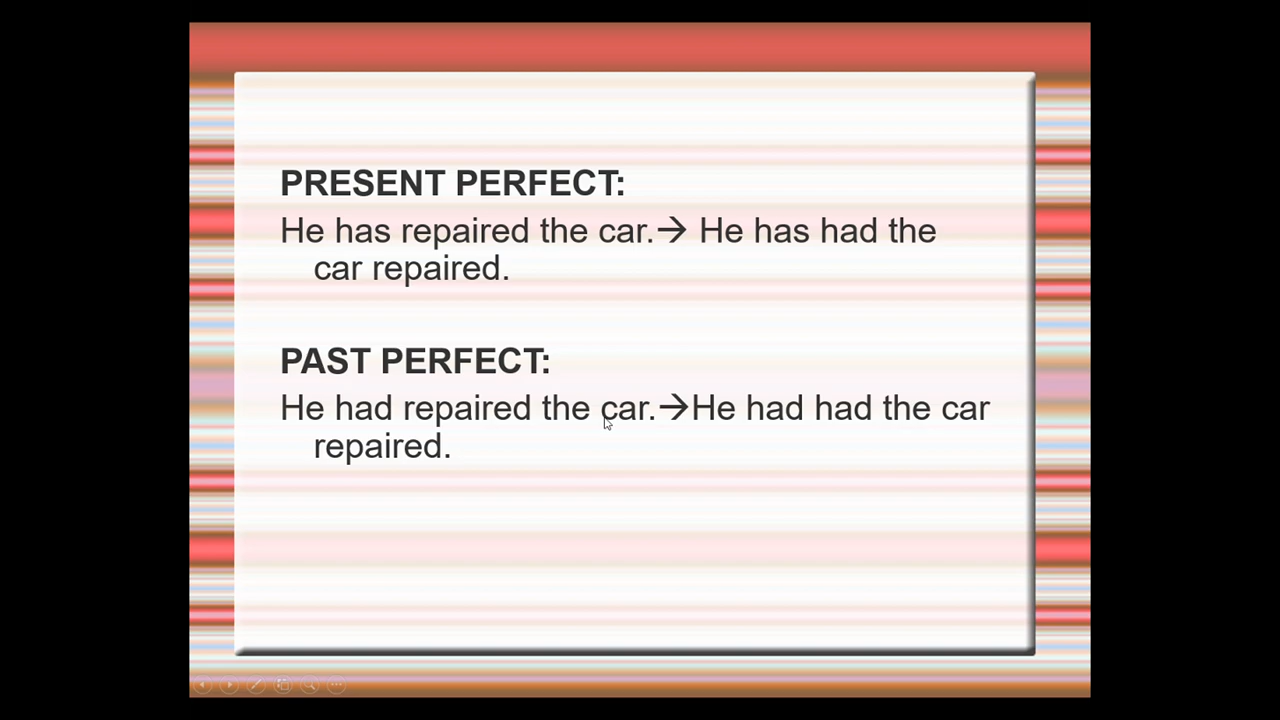 PRESENT PERFECT:
He has repaired the car.→ He has had the
car repaired.
PAST PERFECT:
He had repaired the car.→He had had the car
repaired.